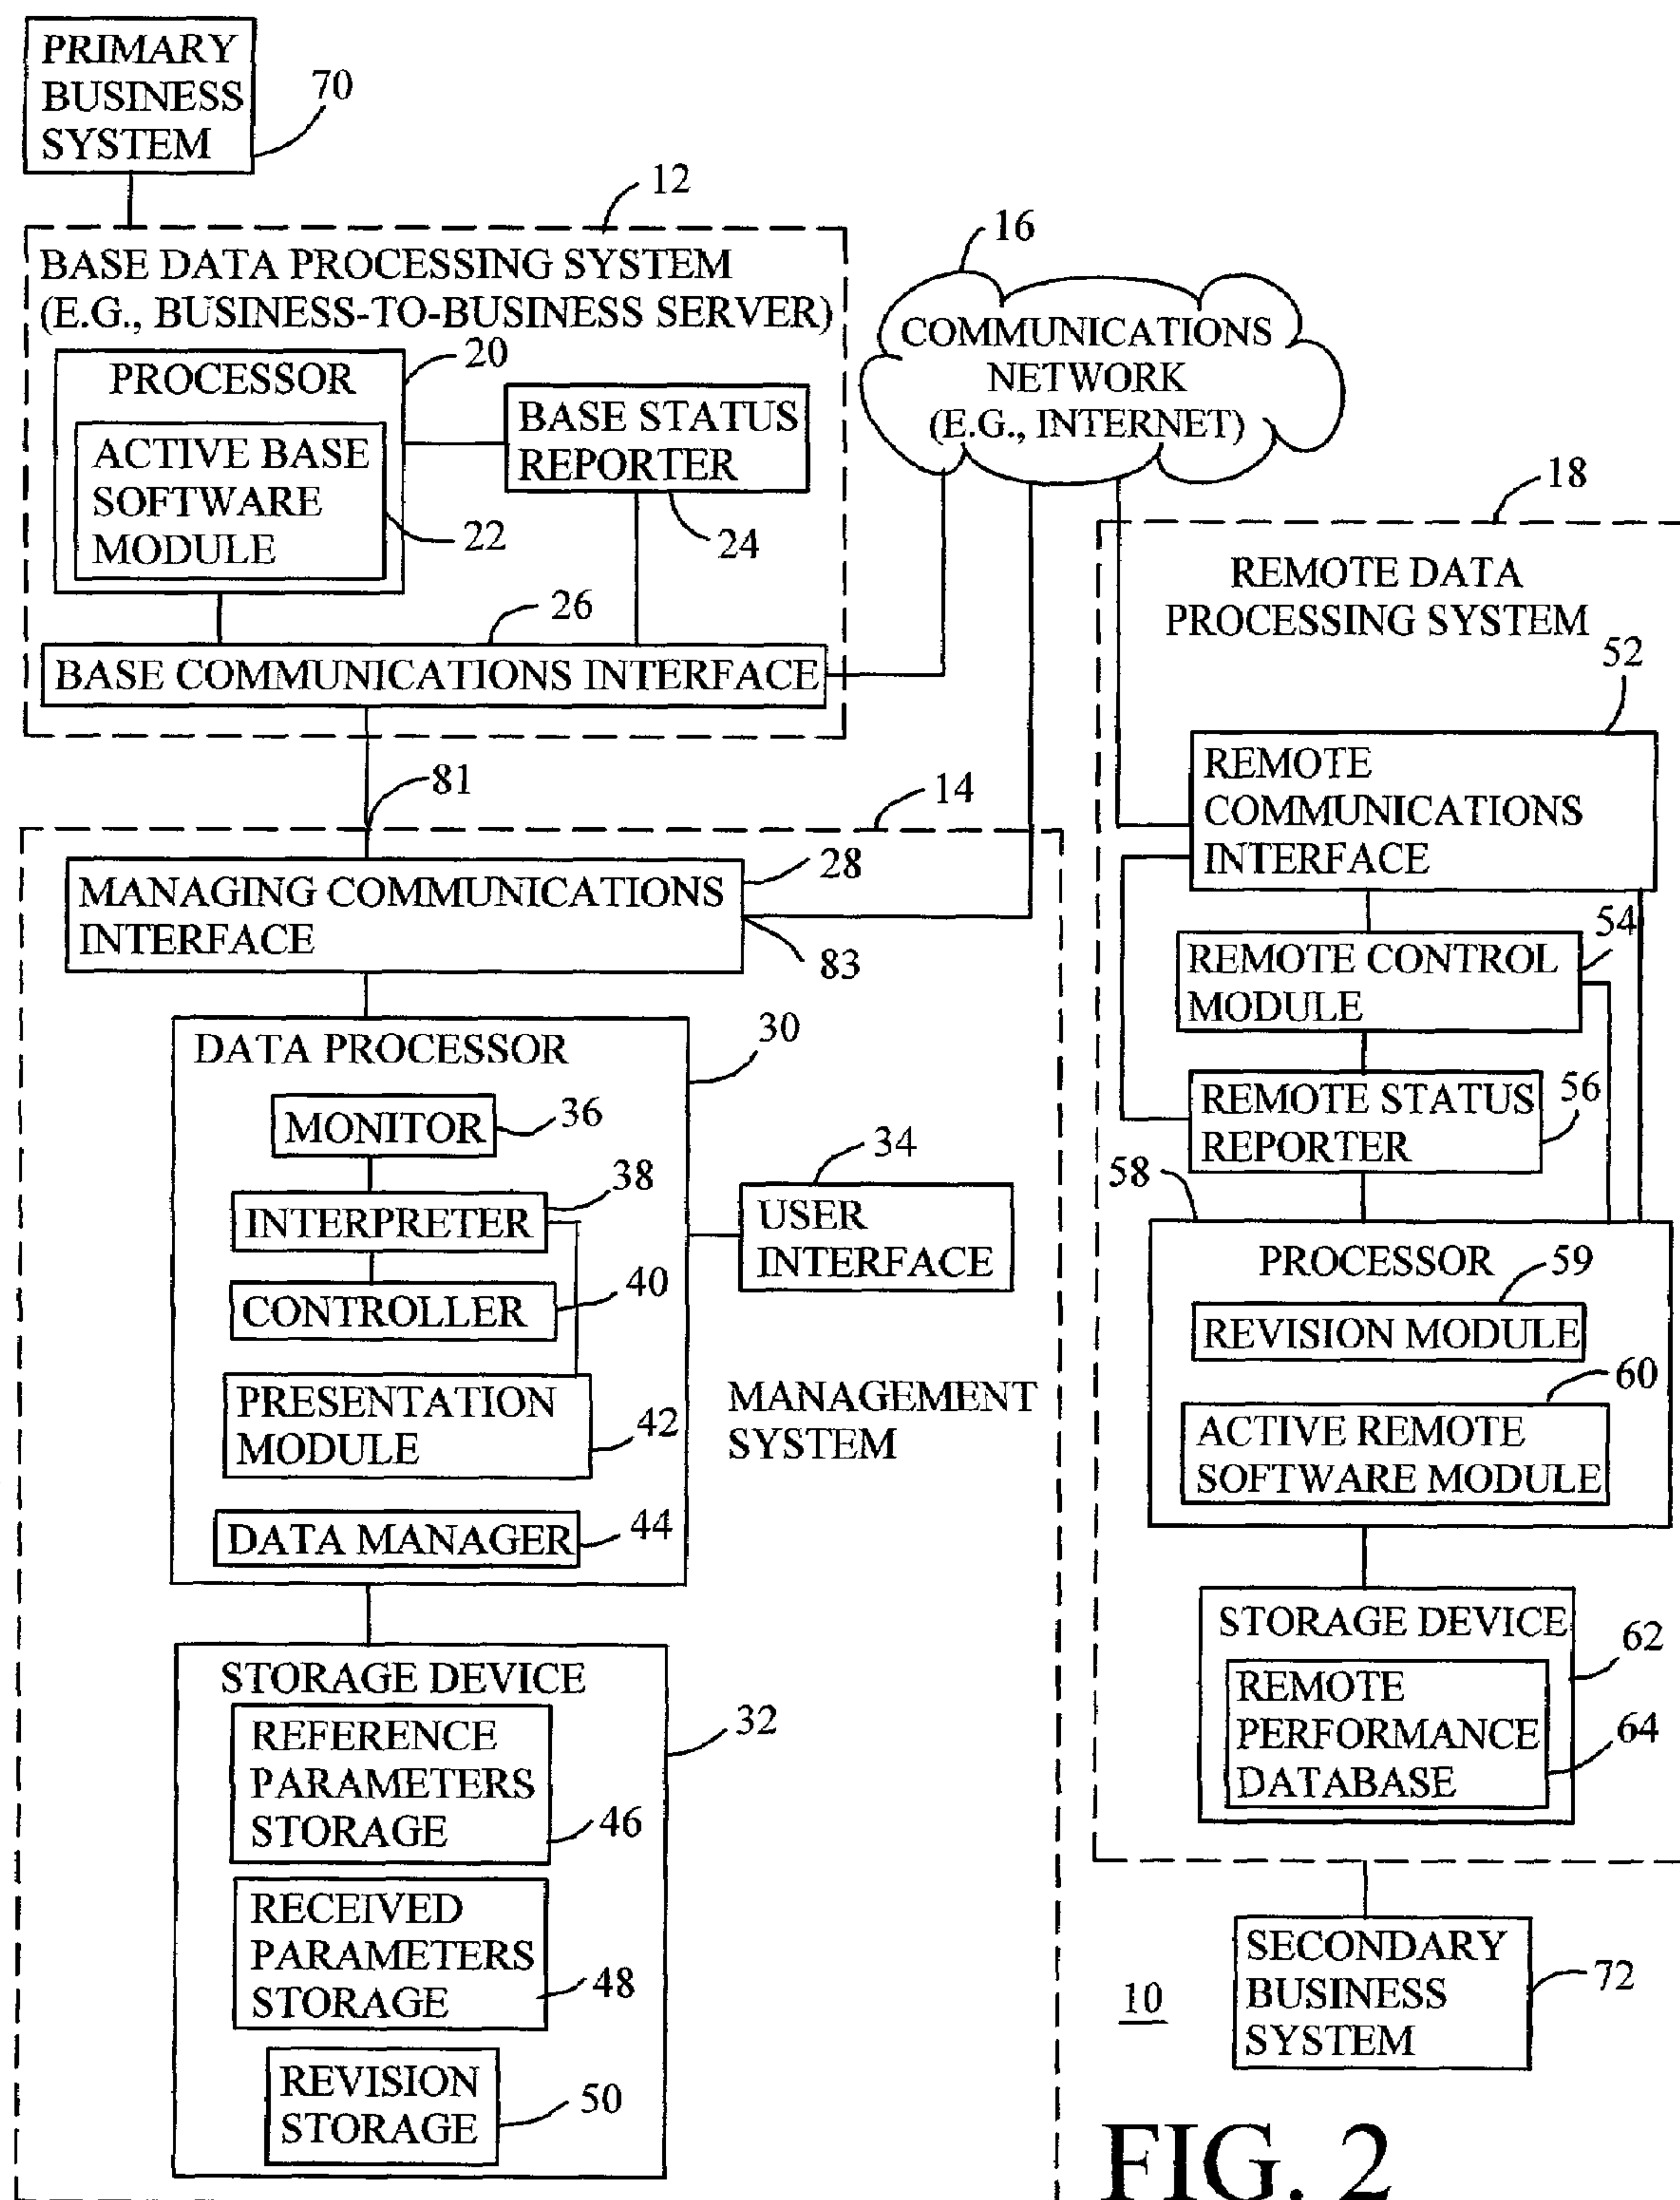 PRIMARY
BUSINESS
SYSTEM
70
12
BASE DATA PROCESSING SYSTEM
(E.G., BUSINESS-TO-BUSINESS SERVER)
20
PROCESSOR
ACTIVE BASE
SOFTWARE
MODULE
22
BASE STATUS
REPORTER
24
26
BASE COMMUNICATIONS INTERFACE
16
COMMUNICATIONS
NETWORK
(E.G., INTERNET)
81
14
28
MANAGING COMMUNICATIONS
INTERFACE
83
DATA PROCESSOR
30
MONITOR
36
INTERPRETER
38
CONTROLLER
40
PRESENTATION
MODULE
42
DATA MANAGER
44
34
USER
INTERFACE
MANAGEMENT
SYSTEM
STORAGE DEVICE
32
REFERENCE
PARAMETERS
STORAGE
46
RECEIVED
PARAMETERS
STORAGE
48
REVISION
STORAGE
50
18
REMOTE DATA
PROCESSING SYSTEM
52
REMOTE
COMMUNICATIONS
INTERFACE
54
REMOTE CONTROL
MODULE
56
REMOTE STATUS
REPORTER
58
PROCESSOR
59
REVISION MODULE
60
ACTIVE REMOTE
SOFTWARE MODULE
STORAGE DEVICE
62
REMOTE
PERFORMANCE
DATABASE
64
SECONDARY
BUSINESS
SYSTEM
72
10
FIG. 2